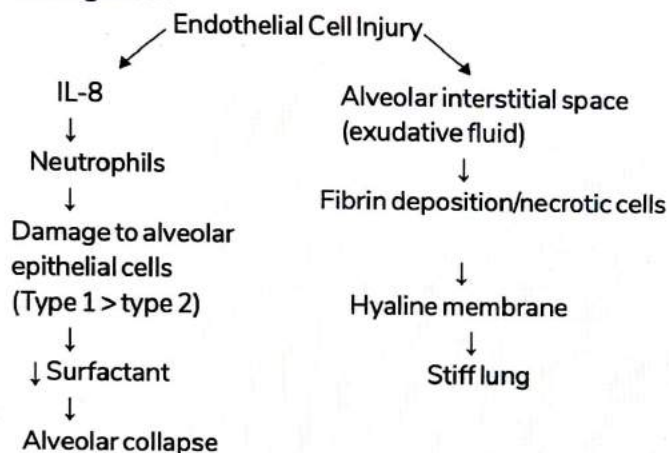 Endothelial Cell Injury
IL-8
↓
Neutrophils
↓
Damage to alveolar
epithelial cells
(Type 1 > type 2)
↓
↓ Surfactant
↓
Alveolar collapse
Alveolar interstitial space
(exudative fluid)
↓
Fibrin deposition/necrotic cells
↓
Hyaline membrane
↓
Stiff lung